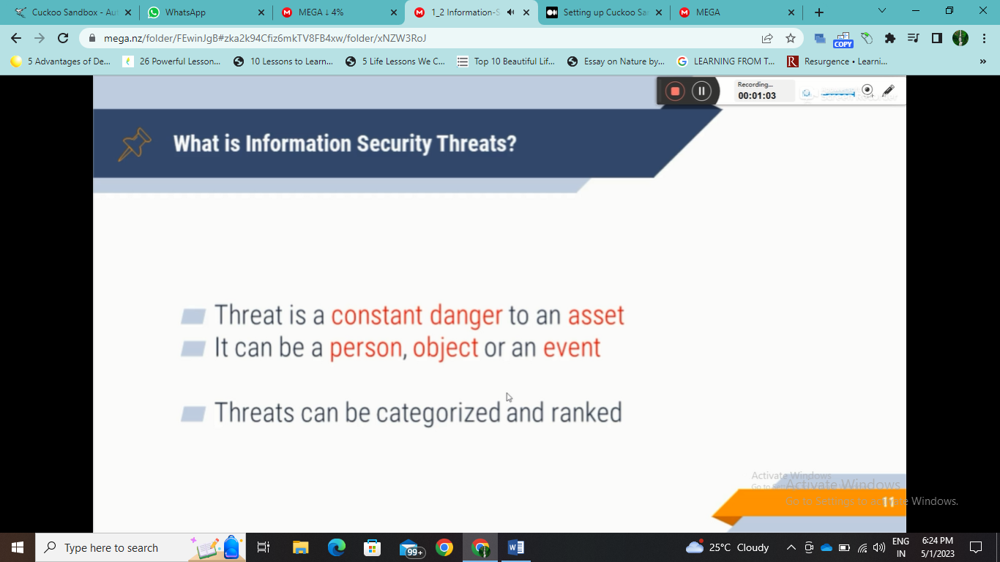 Cuckoo Sandbox - Aut
WhatsApp
MEGA ↓ 4%
1_2 Information-S
Setting up Cuckoo Sa
MEGA
mega.nz/folder/FEwinJgB#zka2k94Cfiz6mkTV8FB4xw/folder/xNZW3RoJ
COPY
5 Advantages of De...
26 Powerful Lesson...
10 Lessons to Learn...
5 Life Lessons We C...
Top 10 Beautiful Lif...
Essay on Nature by...
LEARNING FROM T...
Resurgence • Learni...
»
Recording...
00:01:03
What is Information Security Threats?
Threat is a constant danger to an asset
It can be a person, object or an event
Threats can be categorized and ranked
Activate Windows
Activate Windows
Go to Settings to activate Windows.
11
Type here to search
99+
25°C Cloudy
ENG
IN
6:24 PM
5/1/2023